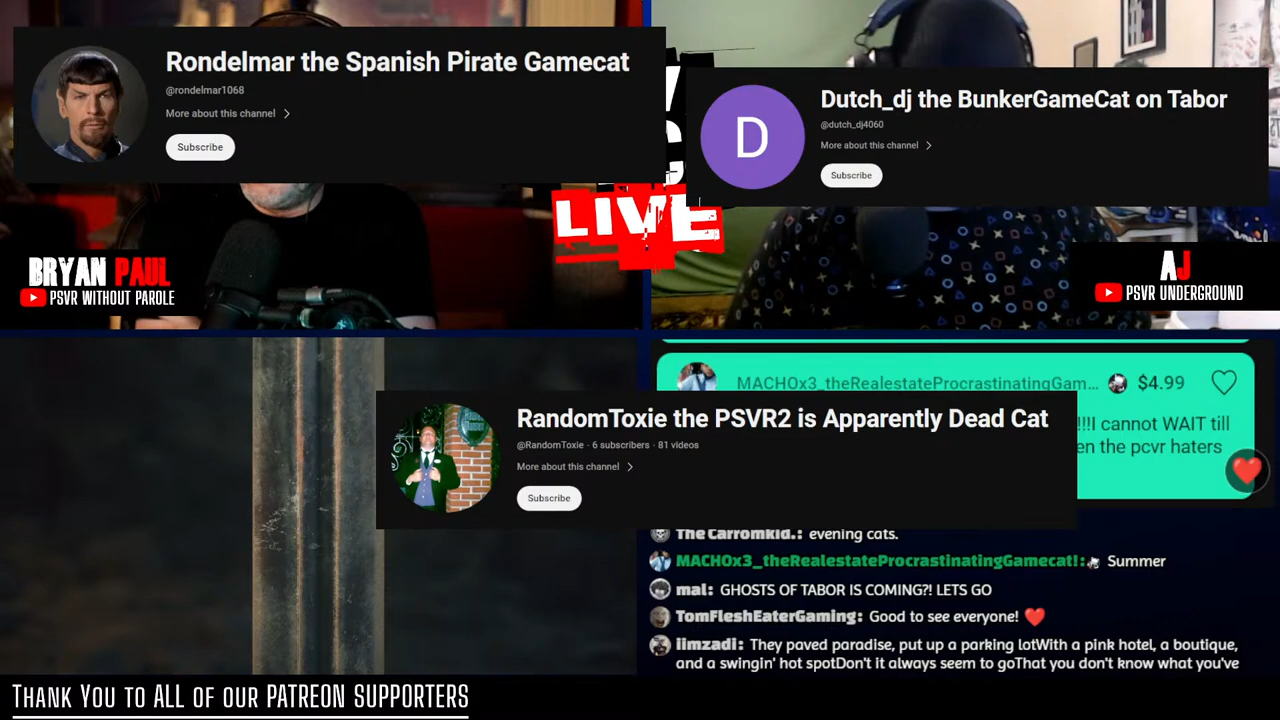 Rondelmar the Spanish Pirate Gamecat
@rondelmar1068
More about this channel
Subscribe
Dutch_dj the BunkerGameCat on Tabor
@dutch_dj4060
More about this channel
Subscribe
D
LIVE
BRYAN PAUL
PSVR WITHOUT PAROLE
AJ
PSVR UNDERGROUND
MACHOx3_theRealestateProcrastinatingGam... $4.99
!!!I cannot WAIT till
en the pcvr haters
RandomToxie the PSVR2 is Apparently Dead Cat
@RandomToxie · 6 subscribers · 81 videos
More about this channel
Subscribe
The Carromkid.: evening cats.
MACHOx3_theRealestateProcrastinatingGamecat!: Summer
mal: GHOSTS OF TABOR IS COMING?! LETS GO
TomFleshEaterGaming: Good to see everyone! ❤️
iimzadi: They paved paradise, put up a parking lotWith a pink hotel, a boutique,
and a swingin' hot spotDon't it always seem to goThat you don't know what you've
THANK YOU TO ALL OF OUR PATREON SUPPORTERS